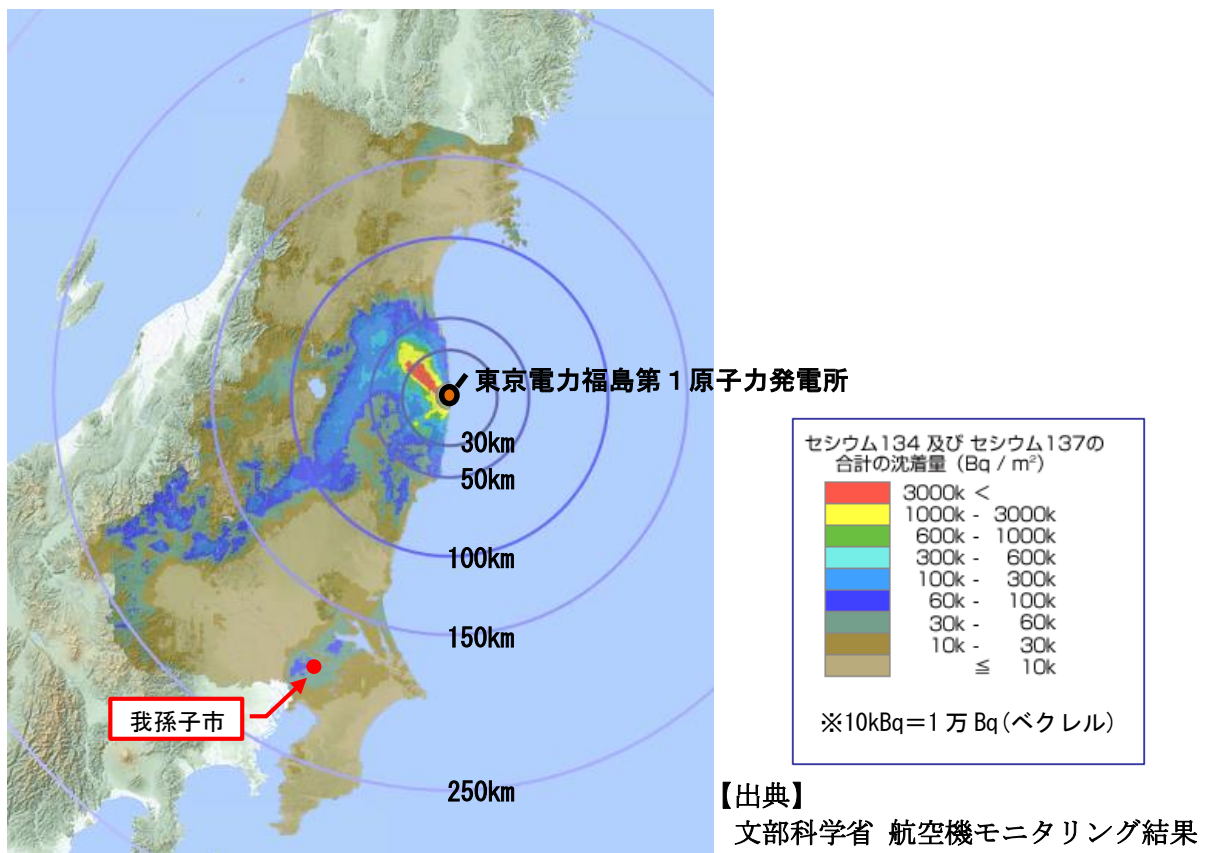 東京電力福島第1原子力発電所
30km
50km
100km
150km
250km
我孫子市
セシウム134 及び セシウム137の
合計の沈着量 (Bq / m²)
3000k <
1000k - 3000k
600k - 1000k
300k - 600k
100k - 300k
60k - 100k
30k - 60k
10k - 30k
≦ 10k
※10kBq＝1万Bq(ベクレル)
【出典】
文部科学省 航空機モニタリング結果